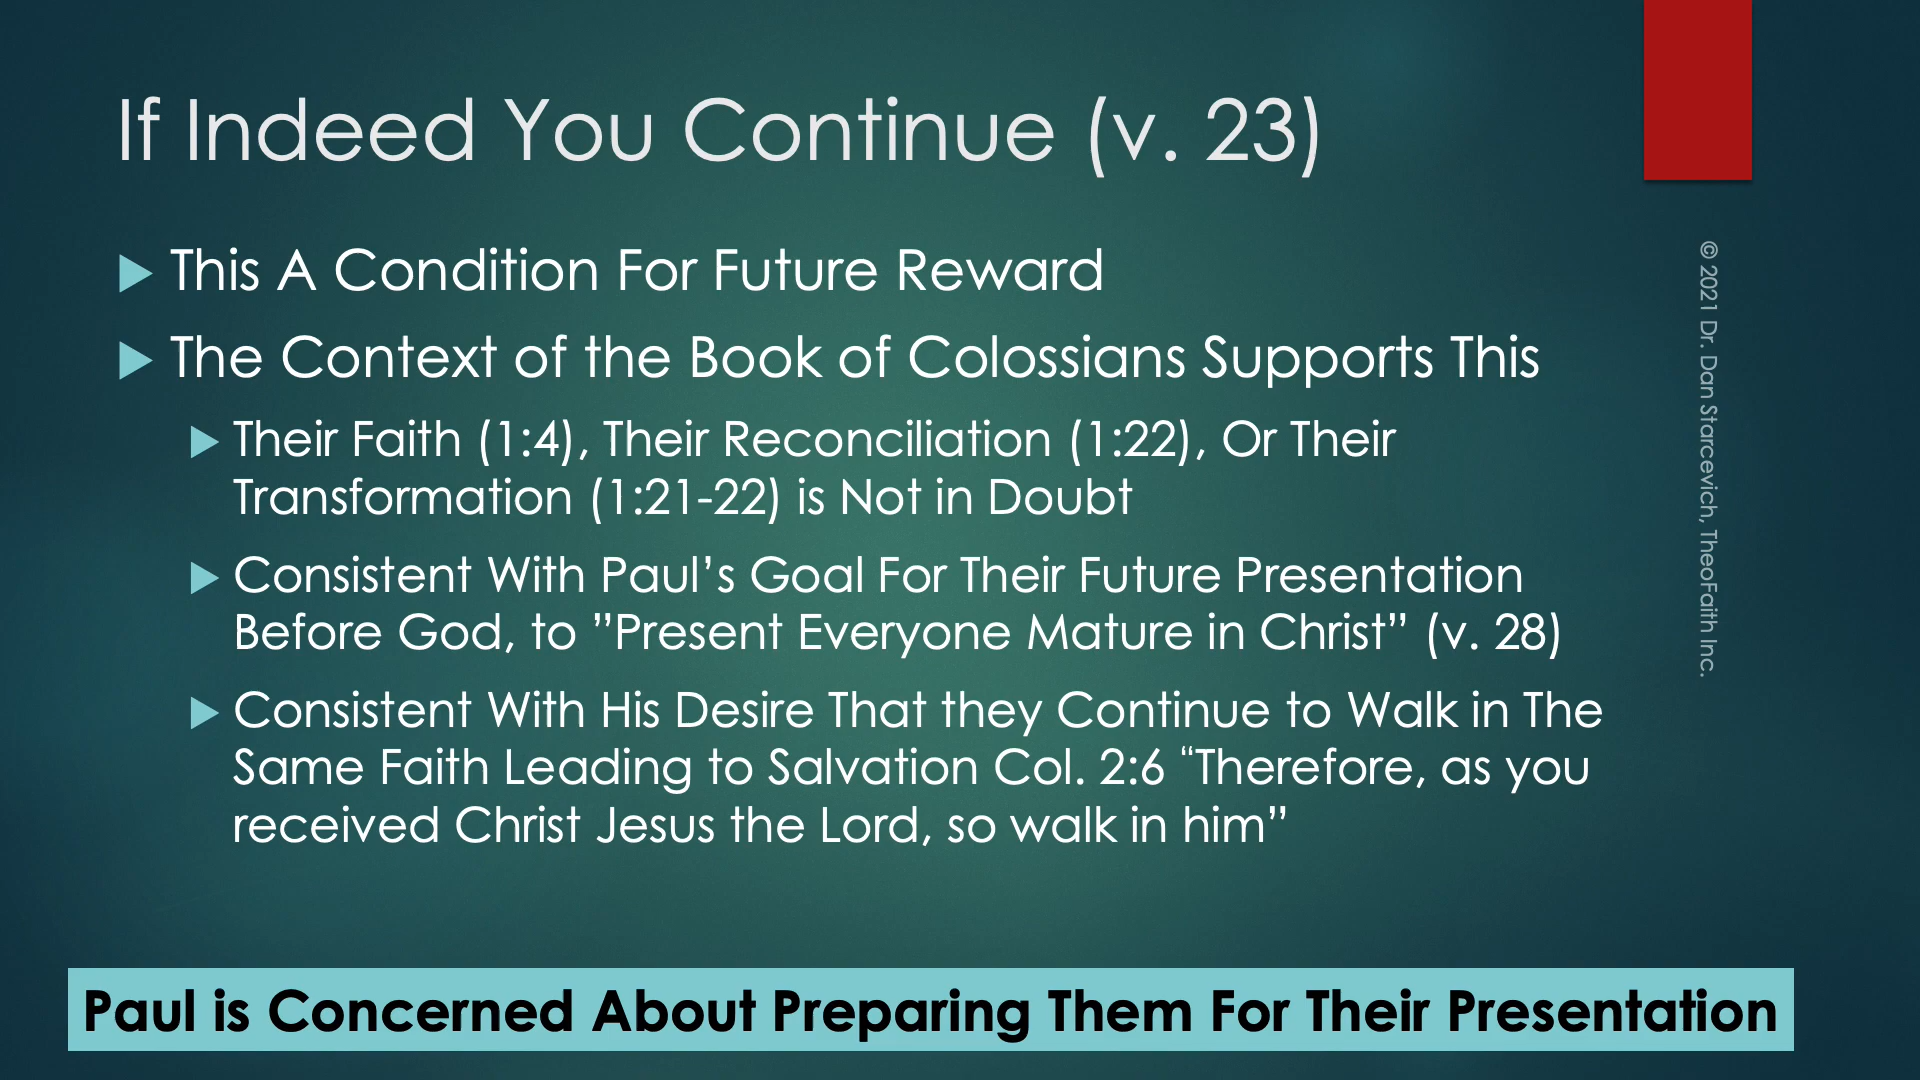 If Indeed You Continue (v. 23)
This A Condition For Future Reward
The Context of the Book of Colossians Supports This
Their Faith (1:4), Their Reconciliation (1:22), Or Their
Transformation (1:21-22) is Not in Doubt
Consistent With Paul’s Goal For Their Future Presentation
Before God, to ”Present Everyone Mature in Christ” (v. 28)
Consistent With His Desire That they Continue to Walk in The
Same Faith Leading to Salvation Col. 2:6 “Therefore, as you
received Christ Jesus the Lord, so walk in him”
Paul is Concerned About Preparing Them For Their Presentation
© 2021 Dr. Dan Starcevich, TheoFaith Inc.